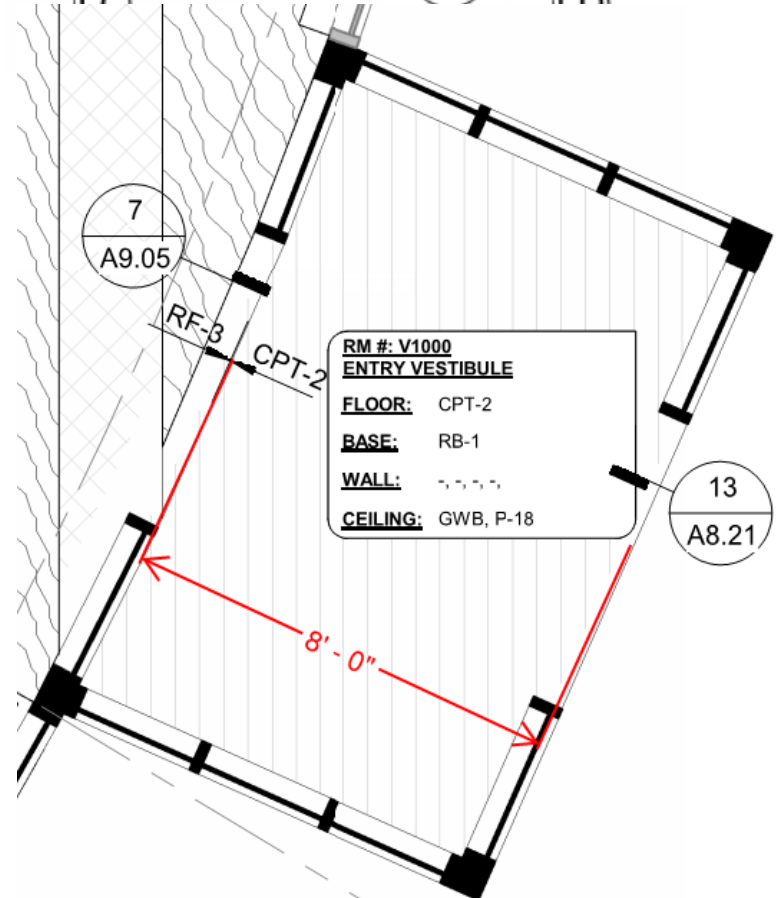 7
A9.05
RF-3
CPT-2
RM #: V1000
ENTRY VESTIBULE
FLOOR: CPT-2
BASE: RB-1
WALL: -, -, -, -,
CEILING: GWB, P-18
13
A8.21
8' - 0"